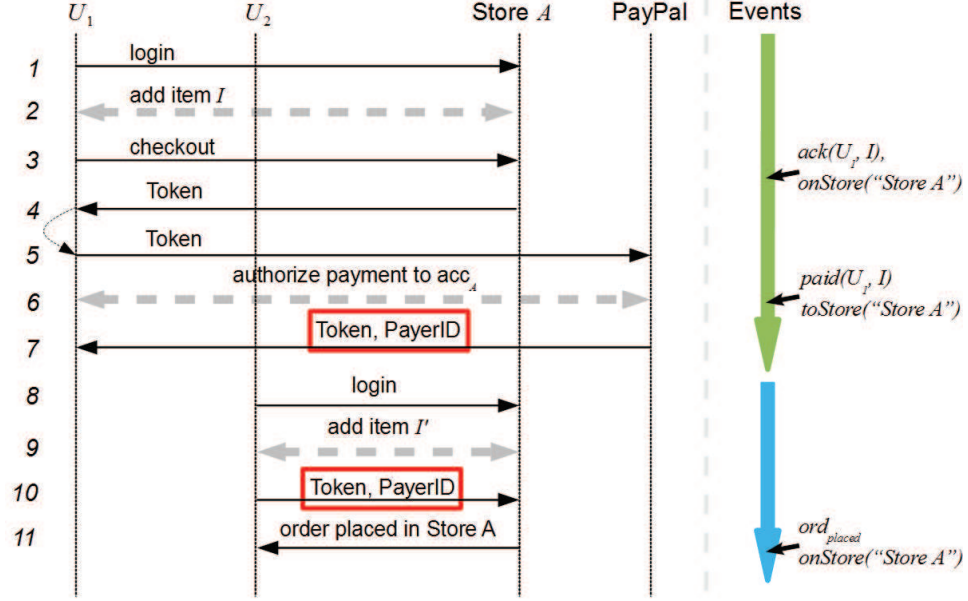 U1 U2 Store A PayPal Events
1 login
2 add item I
3 checkout
ack(U1, I),
onStore("Store A")
4 Token
5 Token
6 authorize payment to accA
paid(U1, I)
toStore("Store A")
Token, PayerID
7
8 login
9 add item I'
10 Token, PayerID
11 order placed in Store A
ordplaced
onStore("Store A")